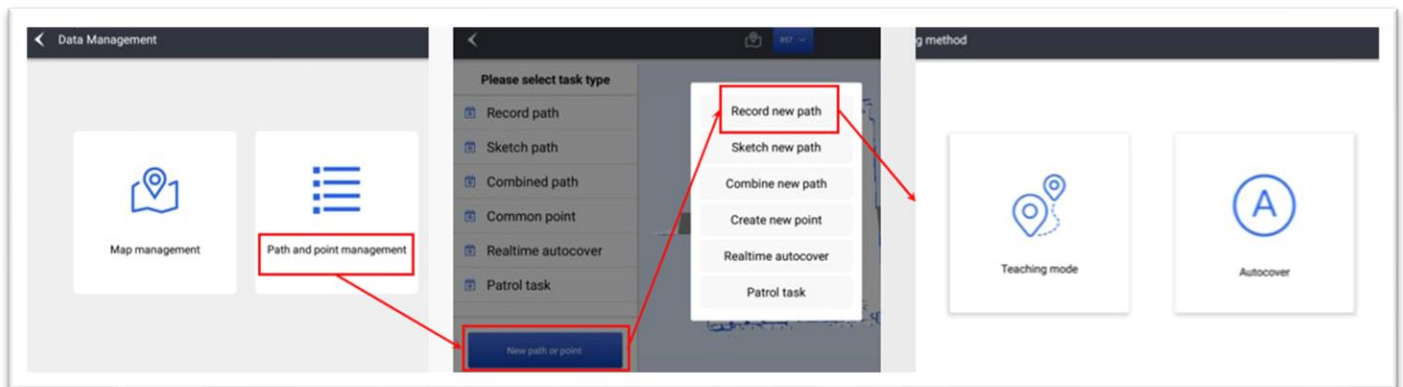 Data Management
Map management
Path and point management
857
Please select task type
Record path
Sketch path
Combined path
Common point
Realtime autocover
Patrol task
New path or point
Record new path
Sketch new path
Combine new path
Create new point
Realtime autocover
Patrol task
g method
Teaching mode
A
Autocover